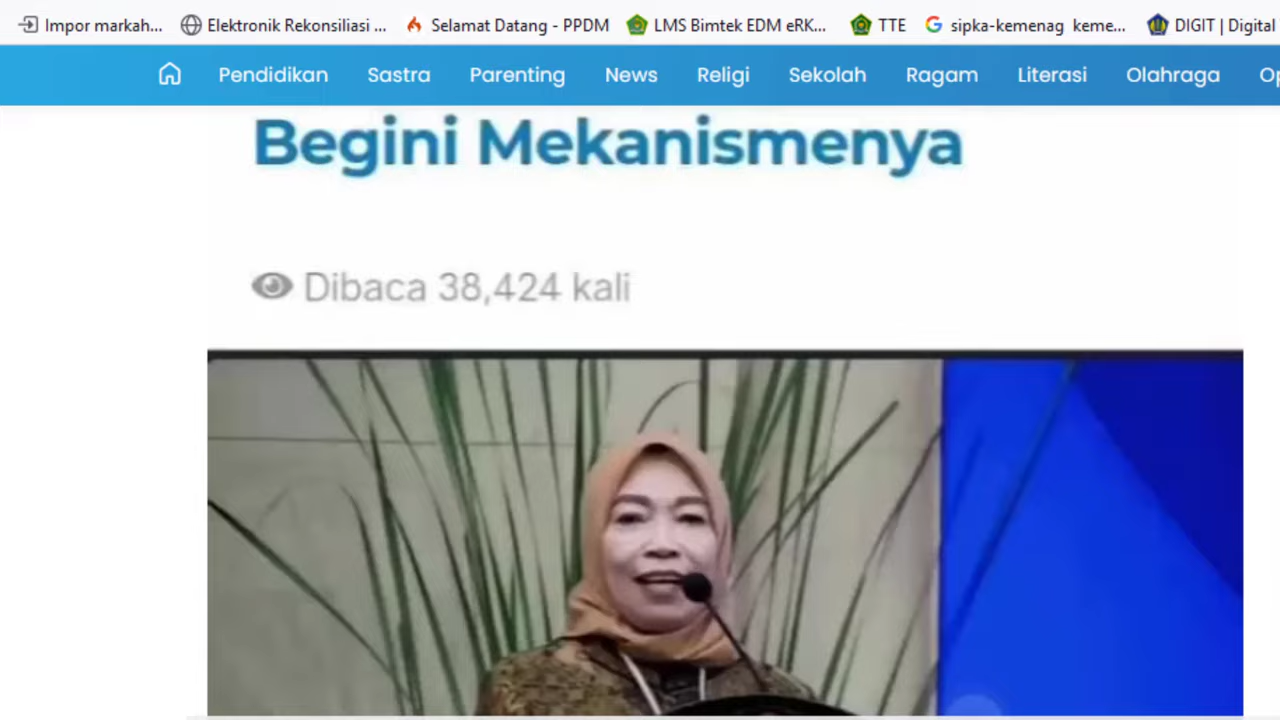 Impor markah... Elektronik Rekonsiliasi ... Selamat Datang - PPDM LMS Bimtek EDM eRK... TTE sipka-kemenag keme... DIGIT | Digital
Pendidikan Sastra Parenting News Religi Sekolah Ragam Literasi Olahraga
Begini Mekanismenya
Dibaca 38,424 kali